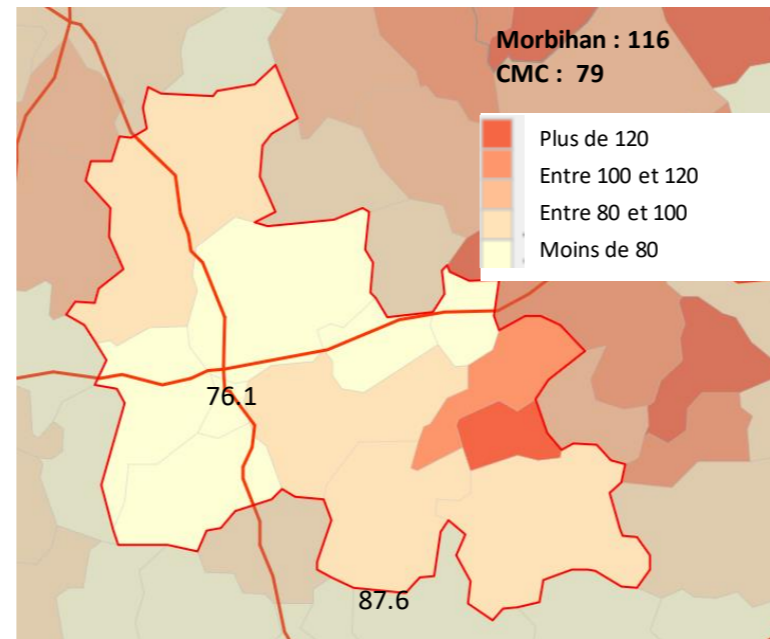 Morbihan : 116
CMC : 79
Plus de 120
Entre 100 et 120
Entre 80 et 100
Moins de 80
76.1
87.6